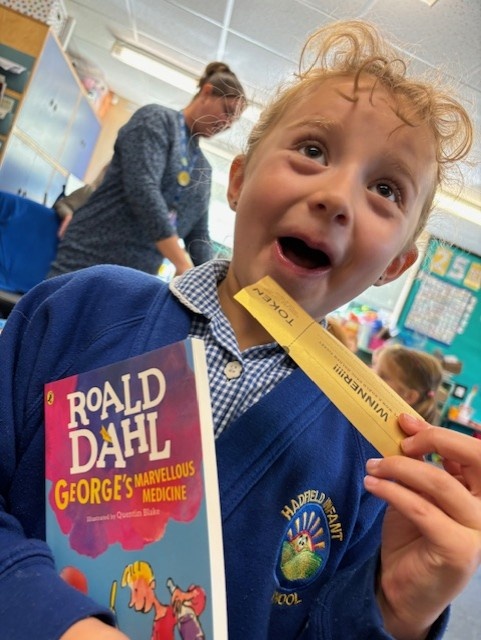 ROALD
DAHL
GEORGE'S MARVELLOUS
MEDICINE
Illustrated by Quentin Blake
TOKEN
WINNER!!!!!
HADFIELD INFANT
SCHOOL